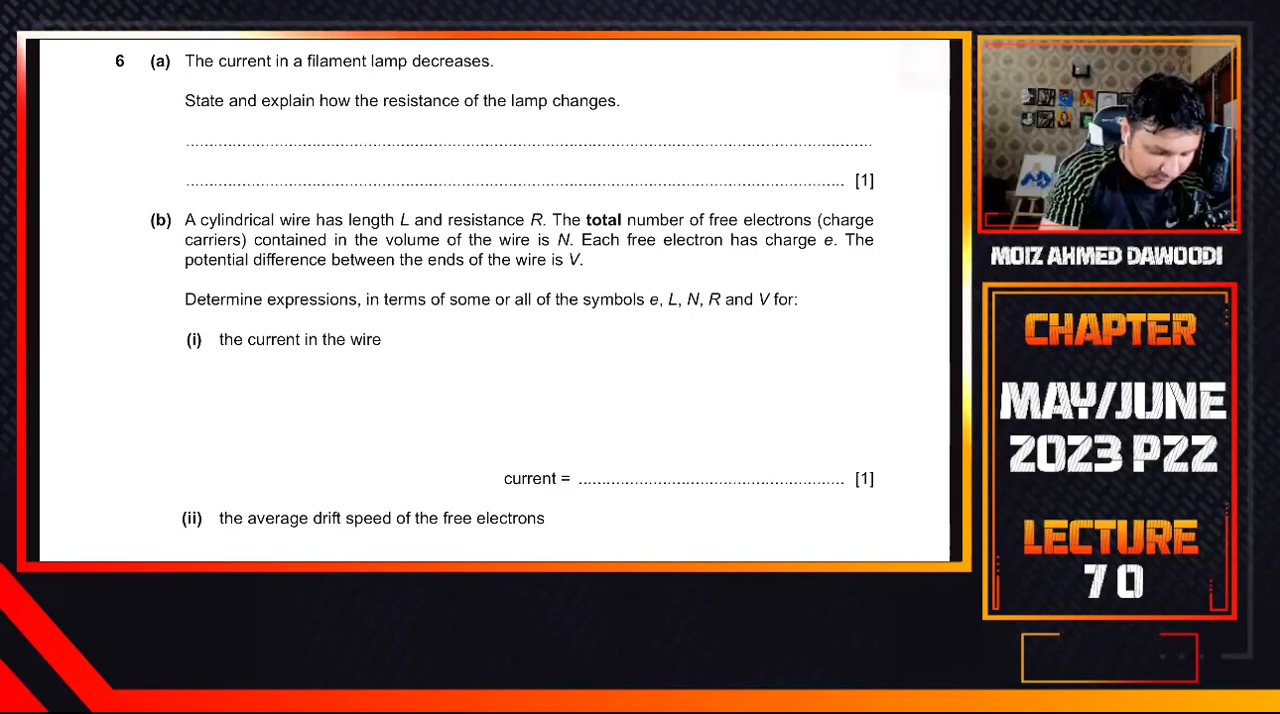 6 (a) The current in a filament lamp decreases.
State and explain how the resistance of the lamp changes.
.......................................................................................................................................................
................................................................................................................................................. [1]
(b) A cylindrical wire has length L and resistance R. The total number of free electrons (charge
carriers) contained in the volume of the wire is N. Each free electron has charge e. The
potential difference between the ends of the wire is V.
Determine expressions, in terms of some or all of the symbols e, L, N, R and V for:
(i) the current in the wire
current = ......................................................... [1]
(ii) the average drift speed of the free electrons
MOIZ AHMED DAWOODI
CHAPTER
MAY/JUNE
2023 P22
LECTURE
70